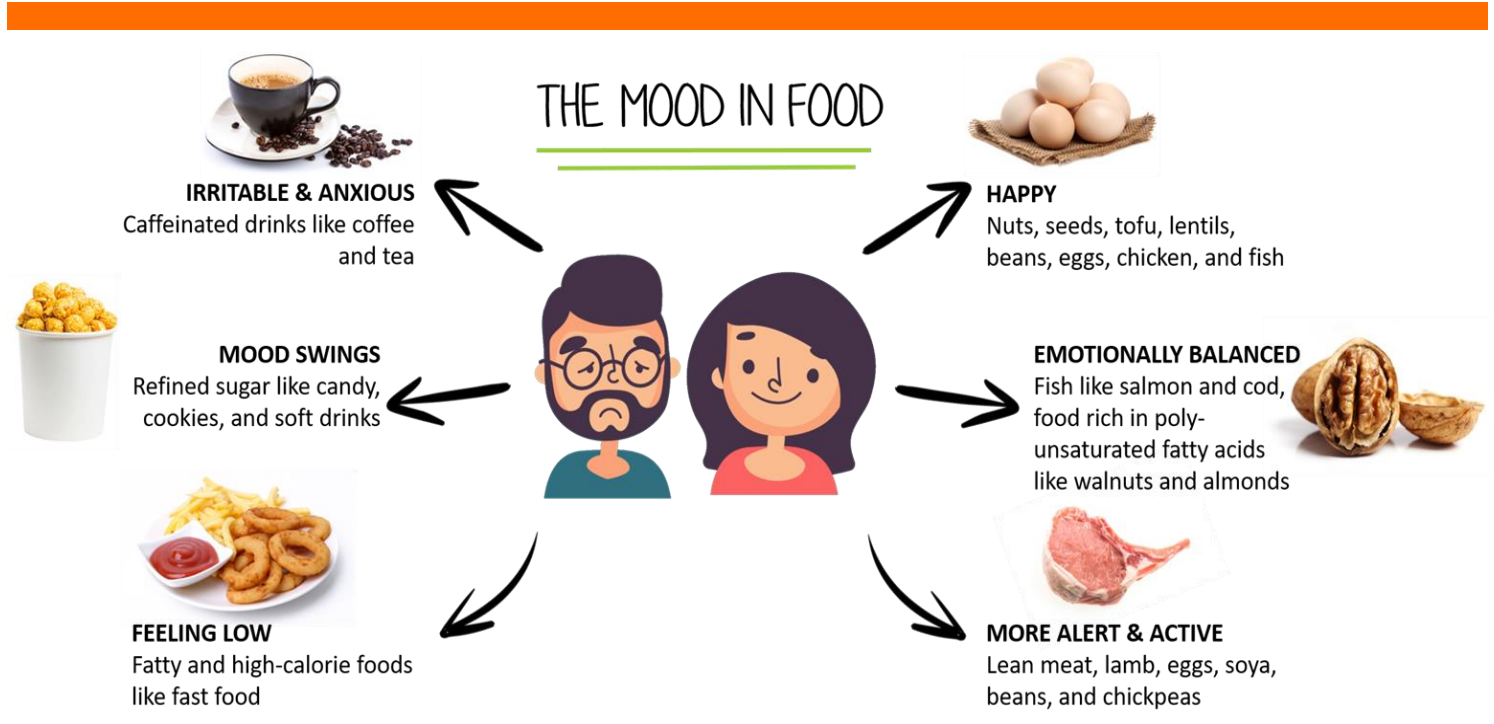 THE MOOD IN FOOD
IRRITABLE & ANXIOUS
Caffeinated drinks like coffee
and tea
MOOD SWINGS
Refined sugar like candy,
cookies, and soft drinks
FEELING LOW
Fatty and high-calorie foods
like fast food
HAPPY
Nuts, seeds, tofu, lentils,
beans, eggs, chicken, and fish
EMOTIONALLY BALANCED
Fish like salmon and cod,
food rich in poly-
unsaturated fatty acids
like walnuts and almonds
MORE ALERT & ACTIVE
Lean meat, lamb, eggs, soya,
beans, and chickpeas